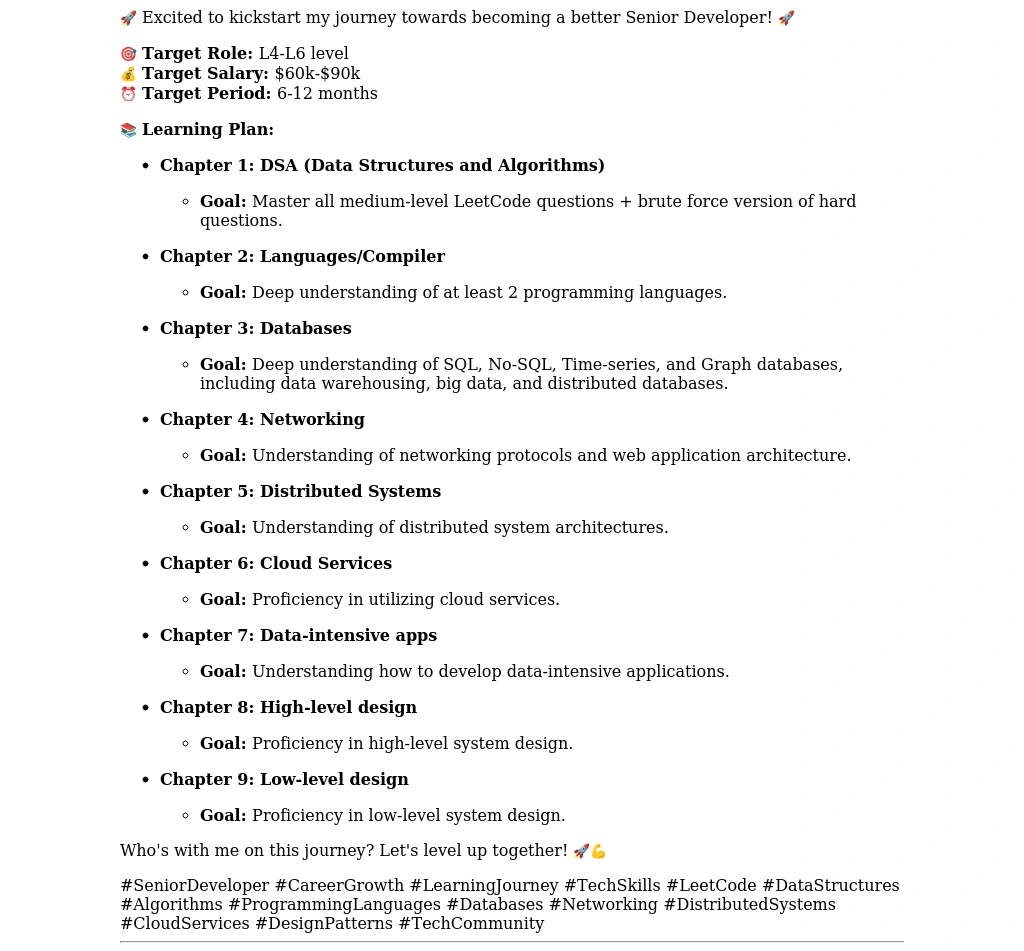 🚀 Excited to kickstart my journey towards becoming a better Senior Developer! 🚀
🎯 Target Role: L4-L6 level
💰 Target Salary: $60k-$90k
⏰ Target Period: 6-12 months
📚 Learning Plan:
• Chapter 1: DSA (Data Structures and Algorithms)
◦ Goal: Master all medium-level LeetCode questions + brute force version of hard
questions.
• Chapter 2: Languages/Compiler
◦ Goal: Deep understanding of at least 2 programming languages.
• Chapter 3: Databases
◦ Goal: Deep understanding of SQL, No-SQL, Time-series, and Graph databases,
including data warehousing, big data, and distributed databases.
• Chapter 4: Networking
◦ Goal: Understanding of networking protocols and web application architecture.
• Chapter 5: Distributed Systems
◦ Goal: Understanding of distributed system architectures.
• Chapter 6: Cloud Services
◦ Goal: Proficiency in utilizing cloud services.
• Chapter 7: Data-intensive apps
◦ Goal: Understanding how to develop data-intensive applications.
• Chapter 8: High-level design
◦ Goal: Proficiency in high-level system design.
• Chapter 9: Low-level design
◦ Goal: Proficiency in low-level system design.
Who's with me on this journey? Let's level up together! 🚀💪
#SeniorDeveloper #CareerGrowth #LearningJourney #TechSkills #LeetCode #DataStructures
#Algorithms #ProgrammingLanguages #Databases #Networking #DistributedSystems
#CloudServices #DesignPatterns #TechCommunity